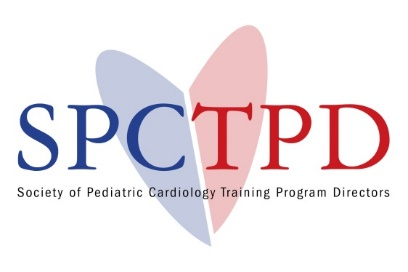 SPCTPD
Society of Pediatric Cardiology Training Program Directors